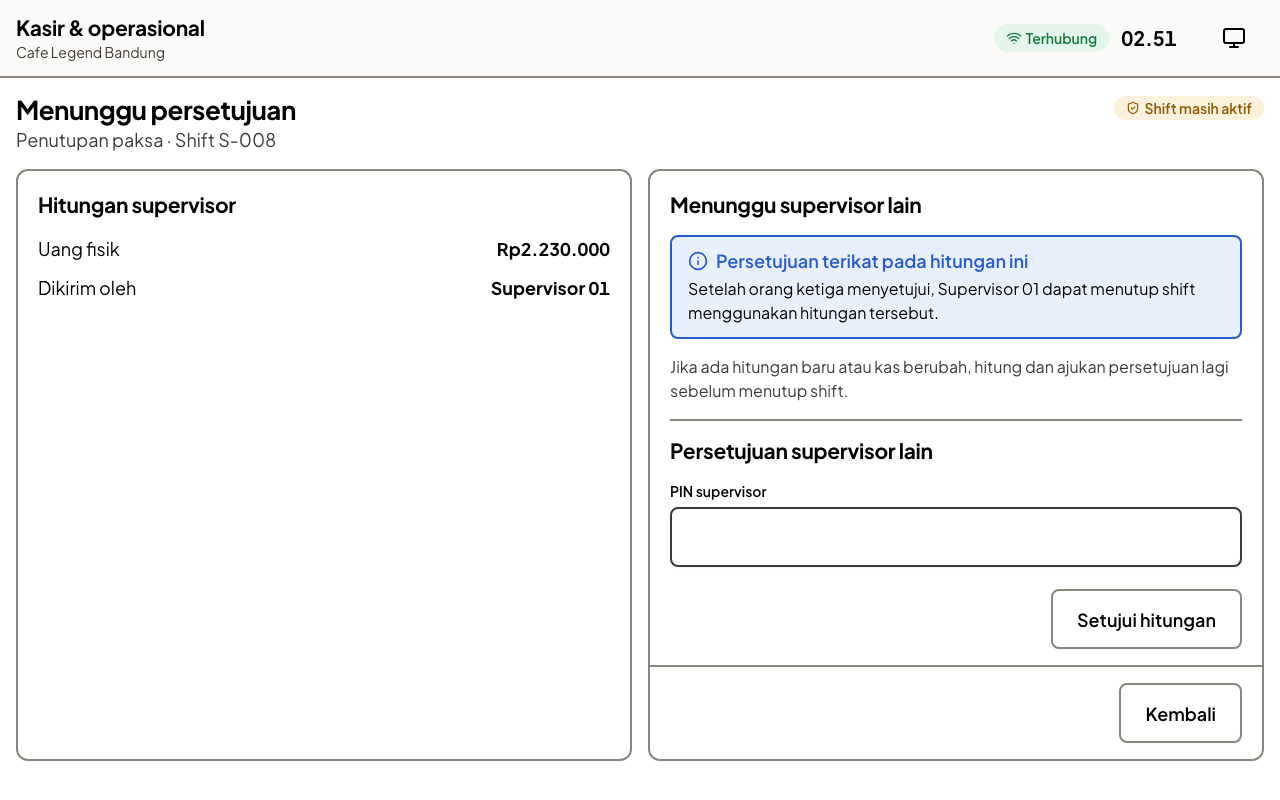 Kasir & operasional
Cafe Legend Bandung
Terhubung
02.51
Menunggu persetujuan
Penutupan paksa · Shift S-008
Shift masih aktif
Hitungan supervisor
Uang fisik
Rp2.230.000
Dikirim oleh
Supervisor 01
Menunggu supervisor lain
Persetujuan terikat pada hitungan ini
Setelah orang ketiga menyetujui, Supervisor 01 dapat menutup shift
menggunakan hitungan tersebut.
Jika ada hitungan baru atau kas berubah, hitung dan ajukan persetujuan lagi
sebelum menutup shift.
Persetujuan supervisor lain
PIN supervisor
Setujui hitungan
Kembali